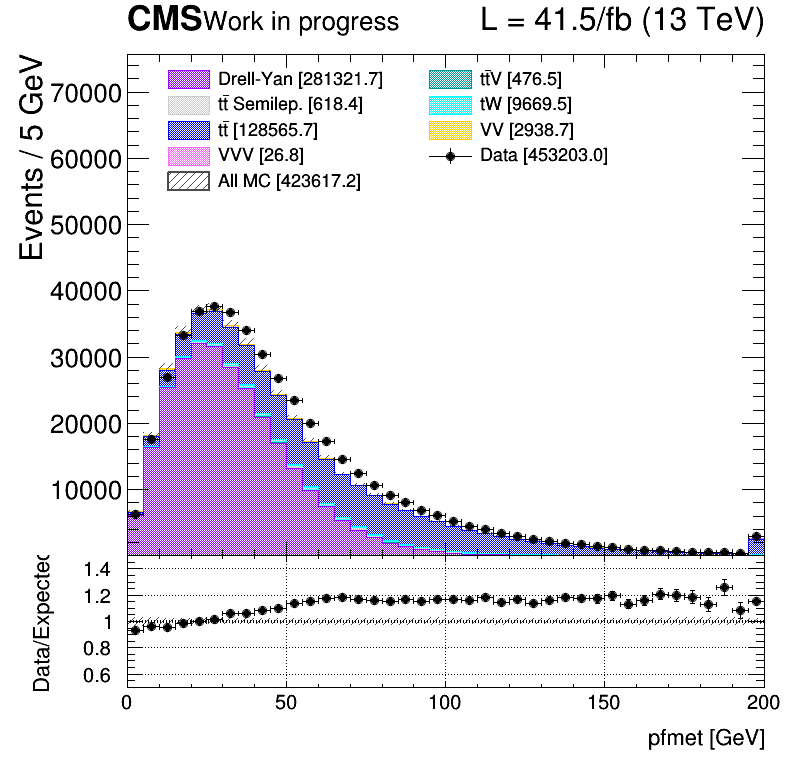 CMS Work in progress L = 41.5/fb (13 TeV)
Events / 5 GeV
70000
60000
50000
40000
30000
20000
10000
Drell-Yan [281321.7]
tt̄ Semilep. [618.4]
tt̄ [128565.7]
VVV [26.8]
All MC [423617.2]
tt̄V [476.5]
tW [9669.5]
VV [2938.7]
Data [453203.0]
Data/Expected
1.4
1.2
1
0.8
0.6
0 50 100 150 200
pfmet [GeV]